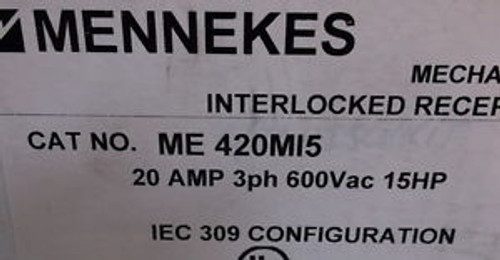 MENNEKES
MECHA
INTERLOCKED RECEP
CAT NO. ME 420MI5
20 AMP 3ph 600Vac 15HP
IEC 309 CONFIGURATION